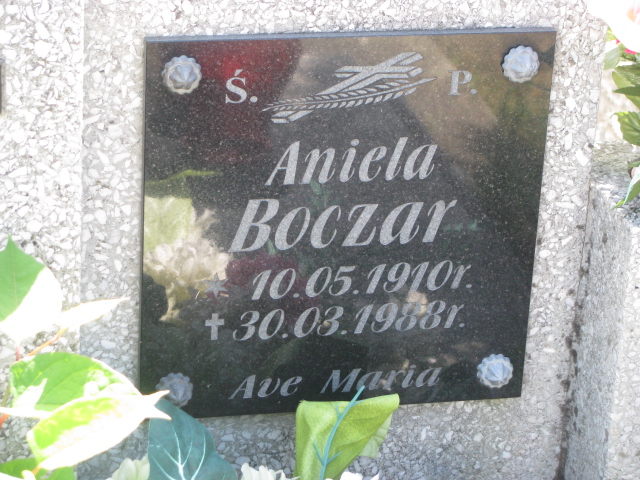 Ś. P.
Aniela
Boczar
* 10.05.1910r.
✝ 30.03.1988r.
Ave Maria